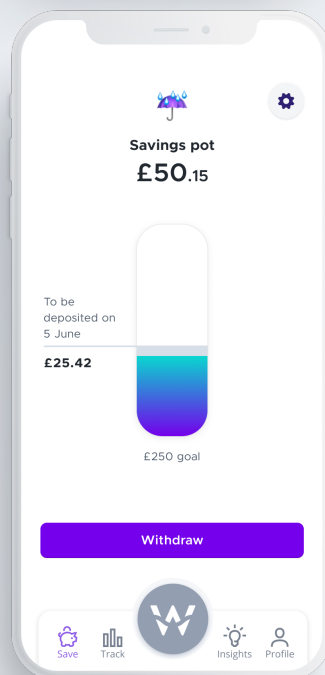 Savings pot
£50.15
To be
deposited on
5 June
£25.42
£250 goal
Withdraw
Save
Track
Insights
Profile